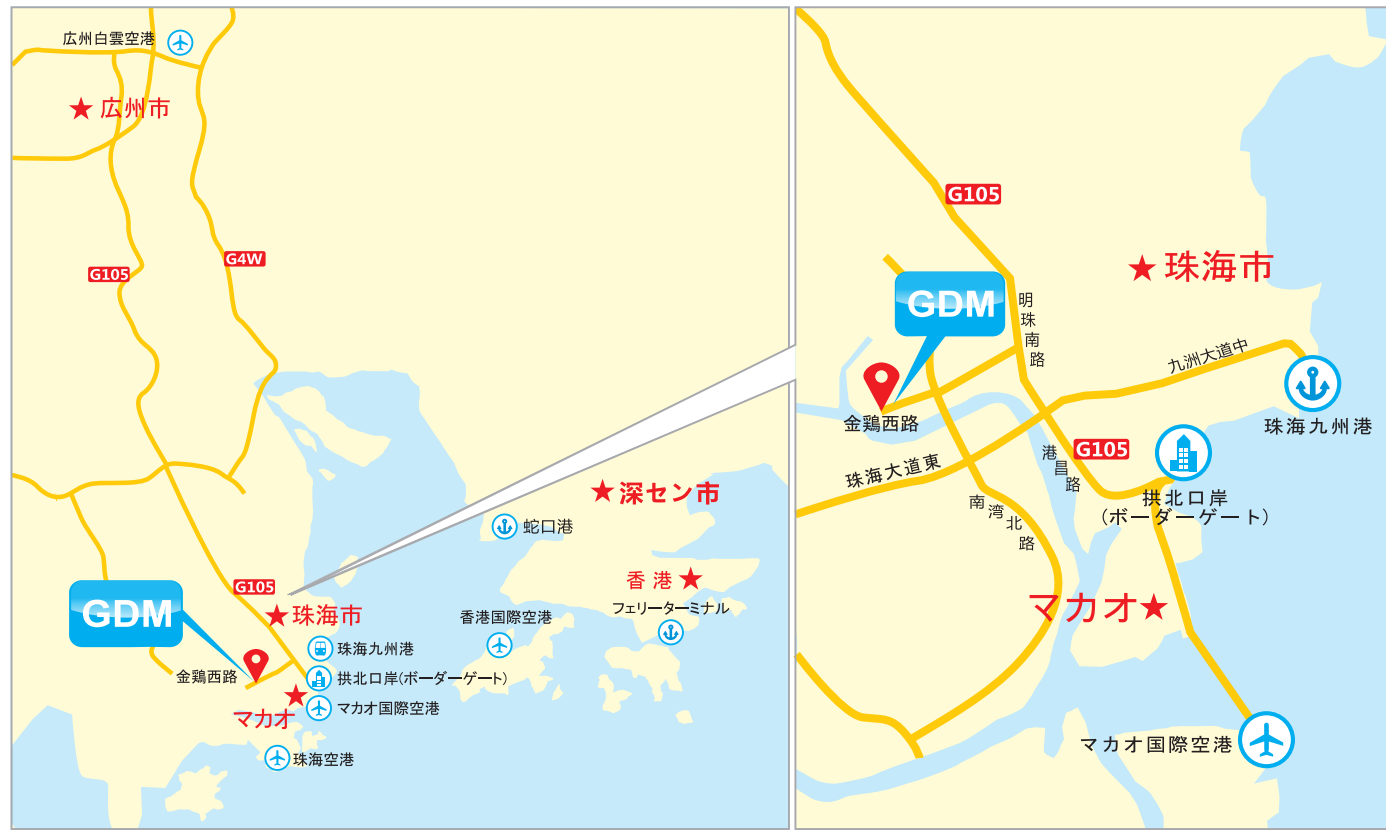 広州白雲空港
広州市
G4W
G105
深セン市
蛇口港
香港
フェリーターミナル
香港国際空港
G105
GDM
珠海市
珠海九州港
金鶏西路
拱北口岸(ボーダーゲート)
マカオ
マカオ国際空港
珠海空港
G105
珠海市
GDM
明珠南路
九洲大道中
金鶏西路
珠海九州港
G105
港昌路
珠海大道東
拱北口岸
(ボーダーゲート)
南湾北路
マカオ
マカオ国際空港